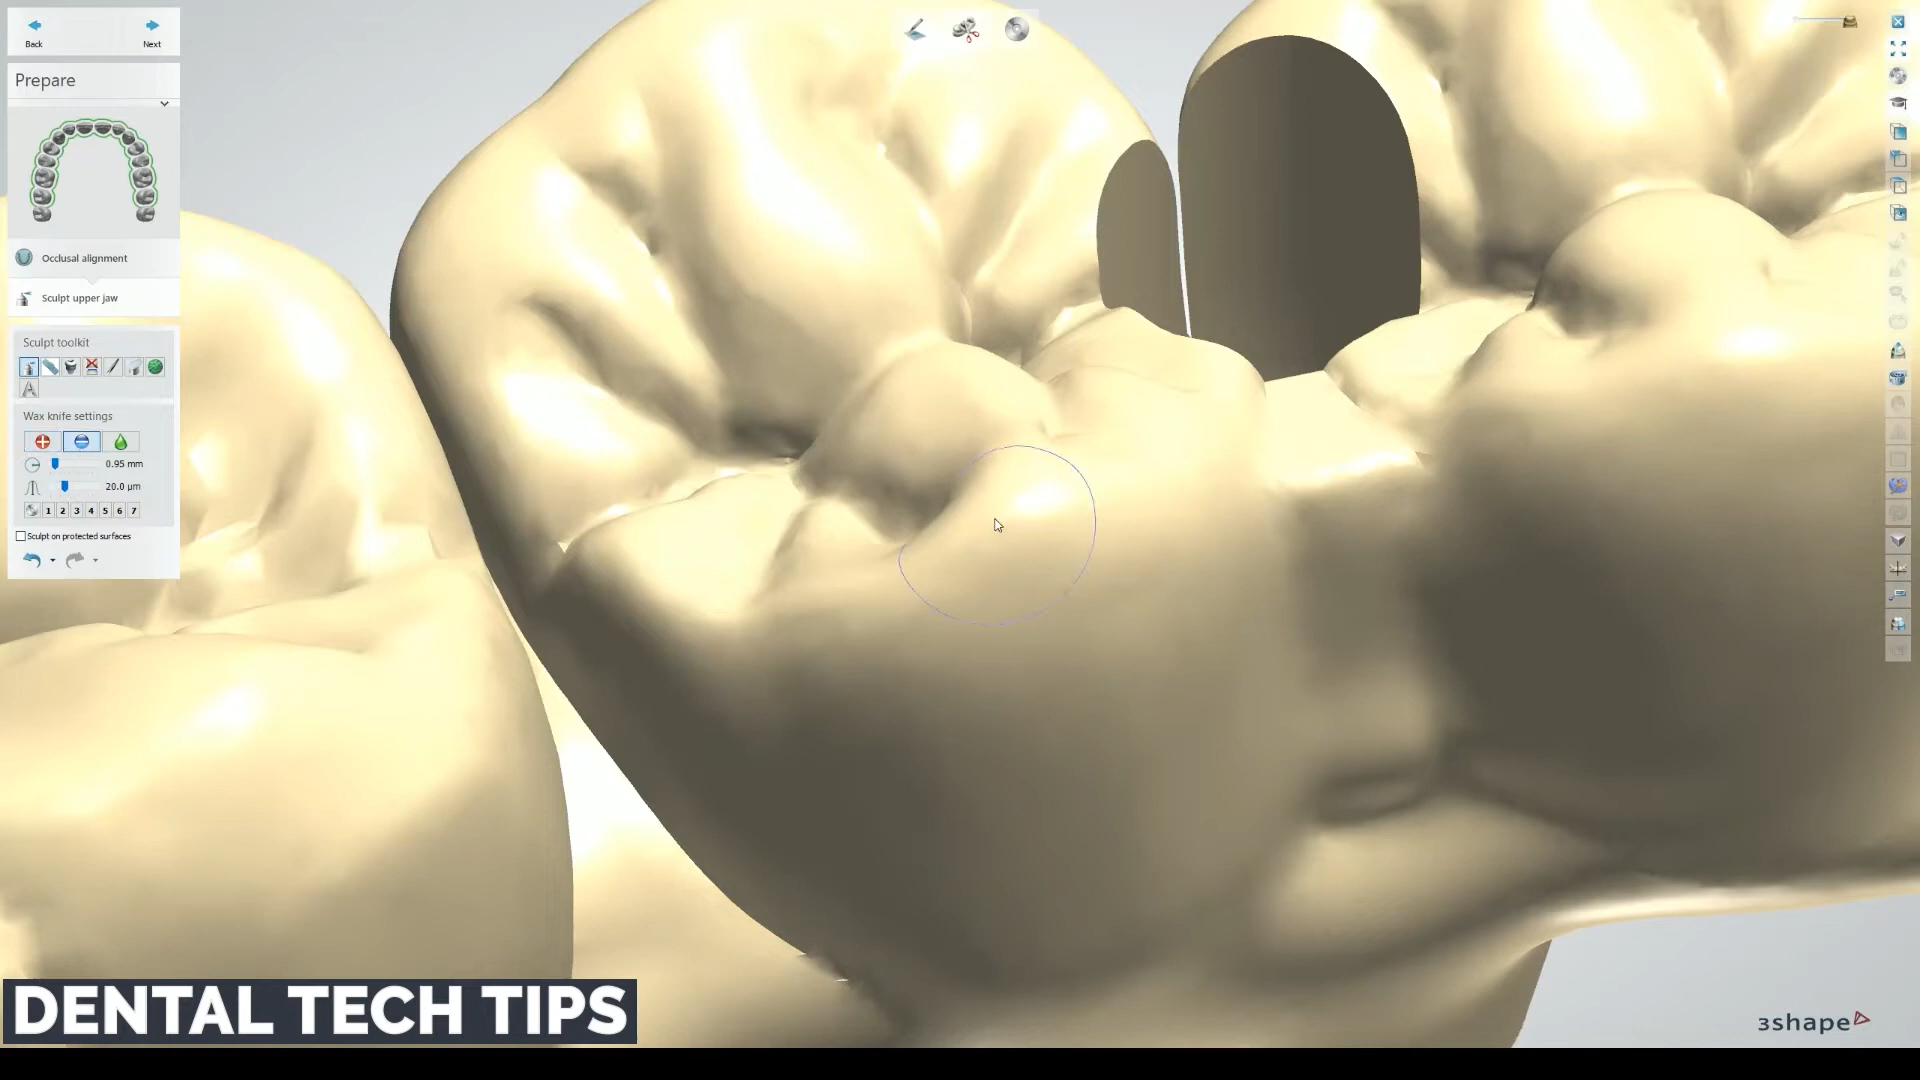 Back
Next
Prepare
Occlusal alignment
Sculpt upper jaw
Sculpt toolkit
Wax knife settings
0.95 mm
20.0 µm
1 2 3 4 5 6 7
Sculpt on protected surfaces
DENTAL TECH TIPS
3shape